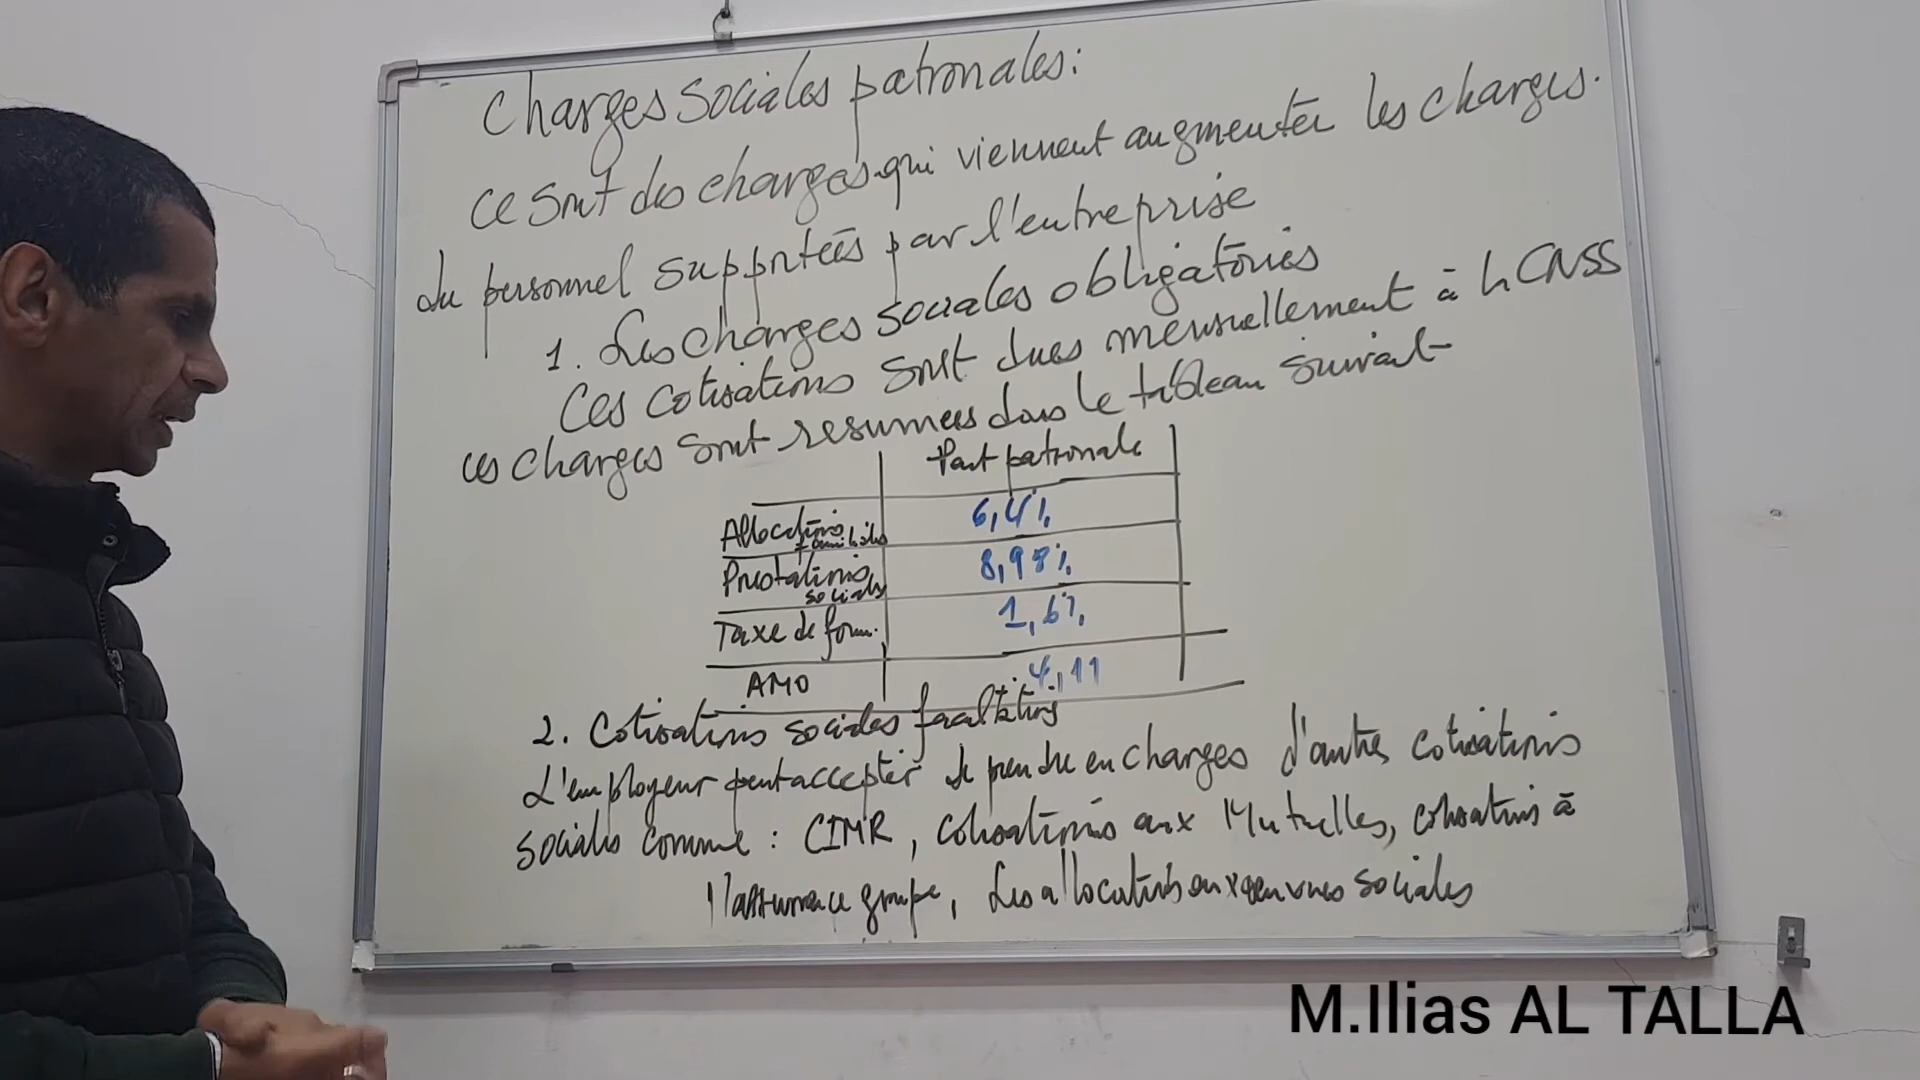 Charges Sociales patronales:
Ce sont des charges qui viennent augmenter les charges.
du personnel supportées par l'entreprise
1. Les charges sociales obligatoires
Ces cotisations sont dues mensuellement à la CNSS
ces charges sont resumées dans le tableau suivant
Part patronale
Allocations familiales 6,4%
Prestations sociales 8,98%
Taxe de form. 1,6%
AMO 4,11
2. Cotisations sociales facultatives
L'employeur peut accepter de prendre en charges d'autres cotisations
sociales comme : CIMR, cotisations aux Mutuelles, cotisations à
l'assurance groupe, Les allocations aux oeuvres sociales
M.Ilias AL TALLA